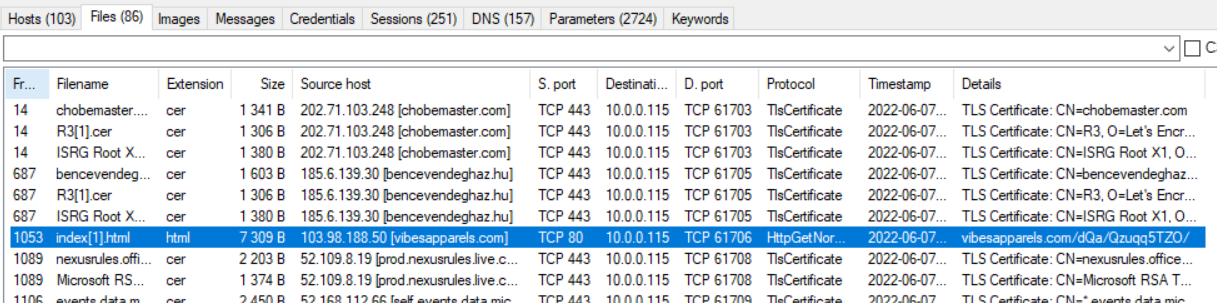 Hosts (103) Files (86) Images Messages Credentials Sessions (251) DNS (157) Parameters (2724) Keywords
Fr... Filename Extension Size Source host S. port Destinati... D. port Protocol Timestamp Details
14 chobemaster.... cer 1 341 B 202.71.103.248 [chobemaster.com] TCP 443 10.0.0.115 TCP 61703 TlsCertificate 2022-06-07... TLS Certificate: CN=chobemaster.com
14 R3[1].cer cer 1 306 B 202.71.103.248 [chobemaster.com] TCP 443 10.0.0.115 TCP 61703 TlsCertificate 2022-06-07... TLS Certificate: CN=R3, O=Let's Encr...
14 ISRG Root X... cer 1 380 B 202.71.103.248 [chobemaster.com] TCP 443 10.0.0.115 TCP 61703 TlsCertificate 2022-06-07... TLS Certificate: CN=ISRG Root X1, O...
687 bencevendeg... cer 1 603 B 185.6.139.30 [bencevendeghaz.hu] TCP 443 10.0.0.115 TCP 61705 TlsCertificate 2022-06-07... TLS Certificate: CN=bencevendeghaz...
687 R3[1].cer cer 1 306 B 185.6.139.30 [bencevendeghaz.hu] TCP 443 10.0.0.115 TCP 61705 TlsCertificate 2022-06-07... TLS Certificate: CN=R3, O=Let's Encr...
687 ISRG Root X... cer 1 380 B 185.6.139.30 [bencevendeghaz.hu] TCP 443 10.0.0.115 TCP 61705 TlsCertificate 2022-06-07... TLS Certificate: CN=ISRG Root X1, O...
1053 index[1].html html 7 309 B 103.98.188.50 [vibesapparels.com] TCP 80 10.0.0.115 TCP 61706 HttpGetNor... 2022-06-07... vibesapparels.com/dQa/Qzuqq5TZO/
1089 nexusrules.offi... cer 2 203 B 52.109.8.19 [prod.nexusrules.live.c... TCP 443 10.0.0.115 TCP 61708 TlsCertificate 2022-06-07... TLS Certificate: CN=nexusrules.office...
1089 Microsoft RS... cer 1 374 B 52.109.8.19 [prod.nexusrules.live.c... TCP 443 10.0.0.115 TCP 61708 TlsCertificate 2022-06-07... TLS Certificate: CN=Microsoft RSA T...
1106 events.data.m... cer 2 450 B 52.168.112.66 [self.events.data.mic... TCP 443 10.0.0.115 TCP 61709 TlsCertificate 2022-06-07... TLS Certificate: CN=*.events.data.mic...